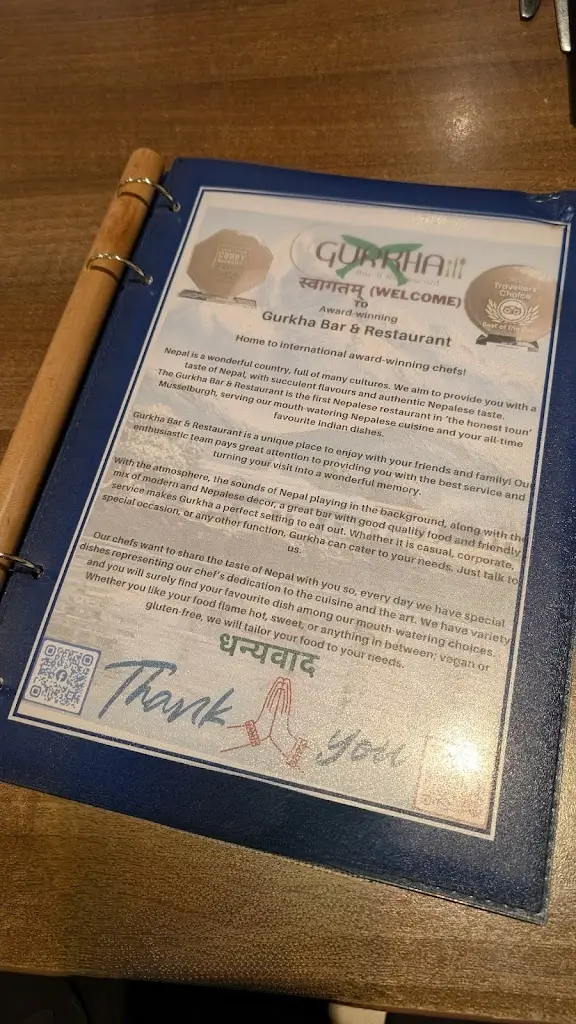 GURKHA
स्वागतम् (WELCOME)
TO
Award-winning
Gurkha Bar & Restaurant
CURRY
Travellers'
Choice
Home to international award-winning chefs!
Nepal is a wonderful country, full of many cultures. We aim to provide you with a
taste of Nepal, with succulent flavours and authentic Nepalese taste.
The Gurkha Bar & Restaurant is the first Nepalese restaurant in 'the honest toun'
Musselburgh, serving our mouth-watering Nepalese cuisine and your all-time
favourite Indian dishes.
Gurkha Bar & Restaurant is a unique place to enjoy with your friends and family! Our
enthusiastic team pays great attention to providing you with the best service and
turning your visit into a wonderful memory.
With the atmosphere, the sounds of Nepal playing in the background, along with the
mix of modern and Nepalese decor, a great bar with good quality food and friendly
service makes Gurkha a perfect setting to eat out. Whether it is casual, corporate,
special occasion, or any other function, Gurkha can cater to your needs. Just talk to
us.
Our chefs want to share the taste of Nepal with you so, every day we have special
dishes representing our chef's dedication to the cuisine and the art. We have variety
and you will surely find your favourite dish among our mouth-watering choices.
Whether you like your food flame hot, sweet, or anything in between; vegan or
gluten-free, we will tailor your food to your needs.
धन्यवाद
Thank
you